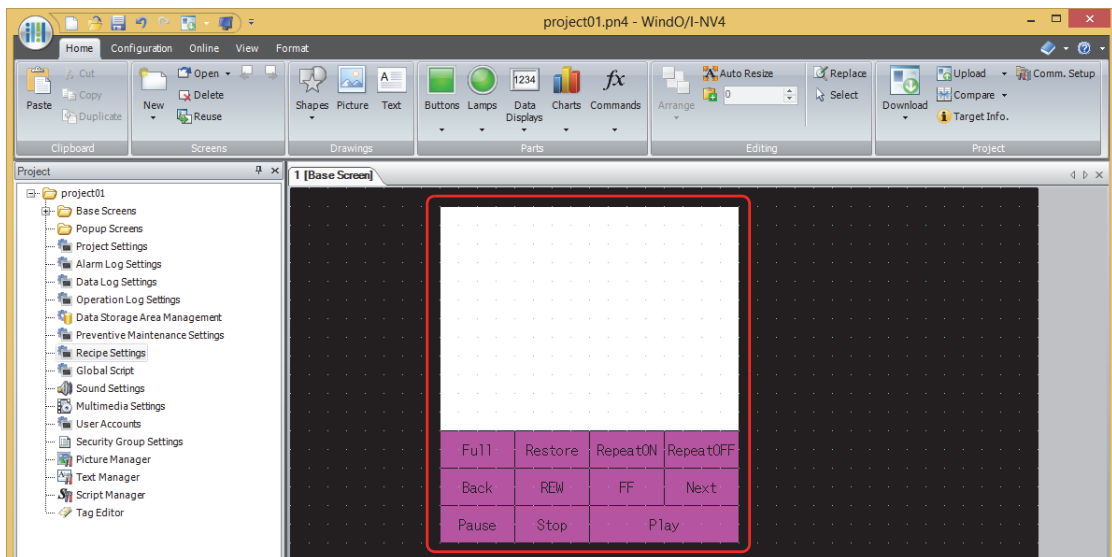 project01.pn4 - WindO/I-NV4
Home Configuration Online View Format
Paste
Cut
Copy
Duplicate
Clipboard
New
Open
Delete
Reuse
Screens
Shapes Picture Text
Drawings
1234
Buttons Lamps Data Displays Charts fx Commands
Parts
Arrange
Auto Resize
0
Replace
Select
Editing
Download
Upload
Compare
Target Info.
Comm. Setup
Project
Project
1 [Base Screen]
project01
Base Screens
Popup Screens
Project Settings
Alarm Log Settings
Data Log Settings
Operation Log Settings
Data Storage Area Management
Preventive Maintenance Settings
Recipe Settings
Global Script
Sound Settings
Multimedia Settings
User Accounts
Security Group Settings
Picture Manager
Text Manager
Script Manager
Tag Editor
Full Restore RepeatON RepeatOFF
Back REW FF Next
Pause Stop Play